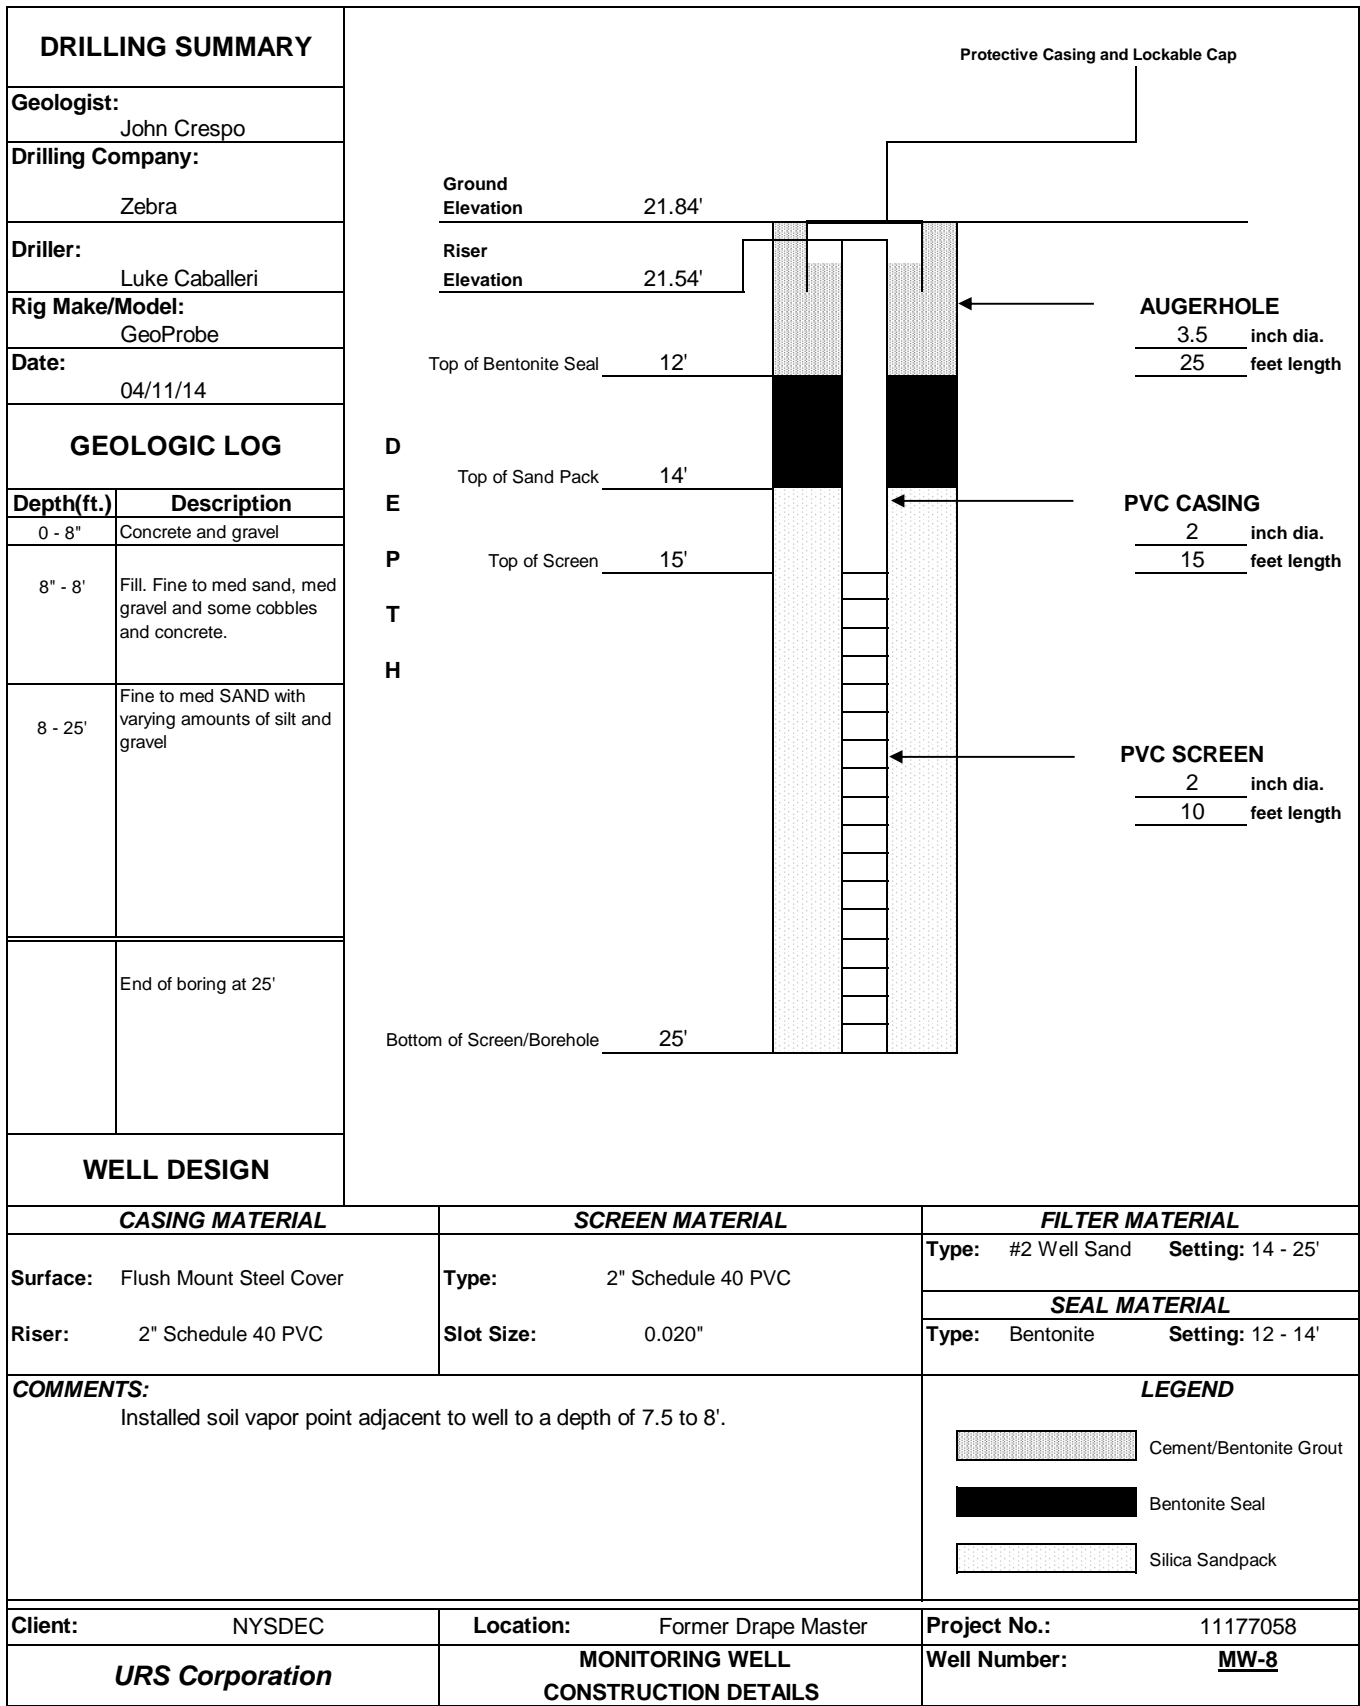 DRILLING SUMMARY
Geologist:
John Crespo
Drilling Company:
Zebra
Driller:
Luke Caballeri
Rig Make/Model:
GeoProbe
Date:
04/11/14
GEOLOGIC LOG
Depth(ft.) Description
0 - 8" Concrete and gravel
8" - 8' Fill. Fine to med sand, med
gravel and some cobbles
and concrete.
8 - 25' Fine to med SAND with
varying amounts of silt and
gravel
End of boring at 25'
WELL DESIGN
Protective Casing and Lockable Cap
Ground
Elevation 21.84'
Riser
Elevation 21.54'
Top of Bentonite Seal 12'
Top of Sand Pack 14'
Top of Screen 15'
Bottom of Screen/Borehole 25'
D
E
P
T
H
AUGERHOLE
3.5 inch dia.
25 feet length
PVC CASING
2 inch dia.
15 feet length
PVC SCREEN
2 inch dia.
10 feet length
CASING MATERIAL
Surface: Flush Mount Steel Cover
Riser: 2" Schedule 40 PVC
SCREEN MATERIAL
Type: 2" Schedule 40 PVC
Slot Size: 0.020"
FILTER MATERIAL
Type: #2 Well Sand Setting: 14 - 25'
SEAL MATERIAL
Type: Bentonite Setting: 12 - 14'
COMMENTS:
Installed soil vapor point adjacent to well to a depth of 7.5 to 8'.
LEGEND
Cement/Bentonite Grout
Bentonite Seal
Silica Sandpack
Client: NYSDEC Location: Former Drape Master Project No.: 11177058
URS Corporation
MONITORING WELL
CONSTRUCTION DETAILS
Well Number: MW-8